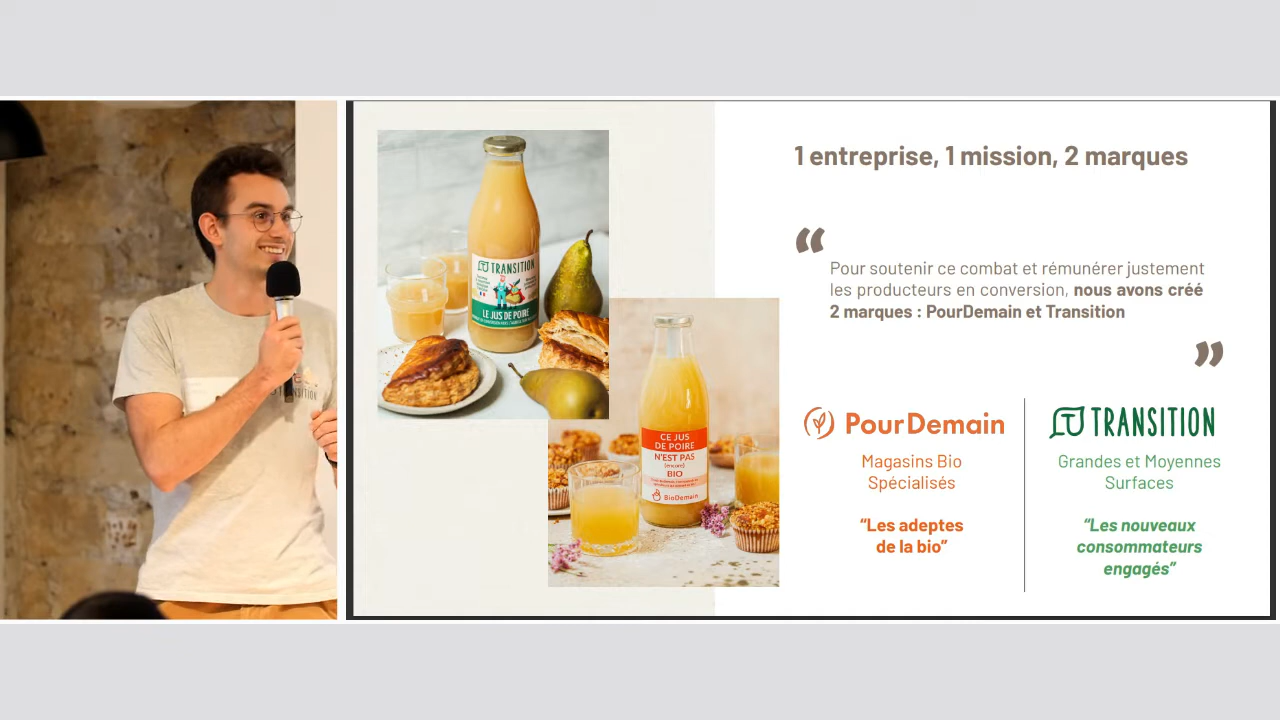 1 entreprise, 1 mission, 2 marques
“
Pour soutenir ce combat et rémunérer justement
les producteurs en conversion, nous avons créé
2 marques : PourDemain et Transition
”
PourDemain
Magasins Bio
Spécialisés
“Les adeptes
de la bio”
TRANSITION
Grandes et Moyennes
Surfaces
“Les nouveaux
consommateurs
engagés”
TRANSITION
LE JUS DE POIRE
CE JUS
DE POIRE
N'EST PAS
(encore)
BIO
BioDemain